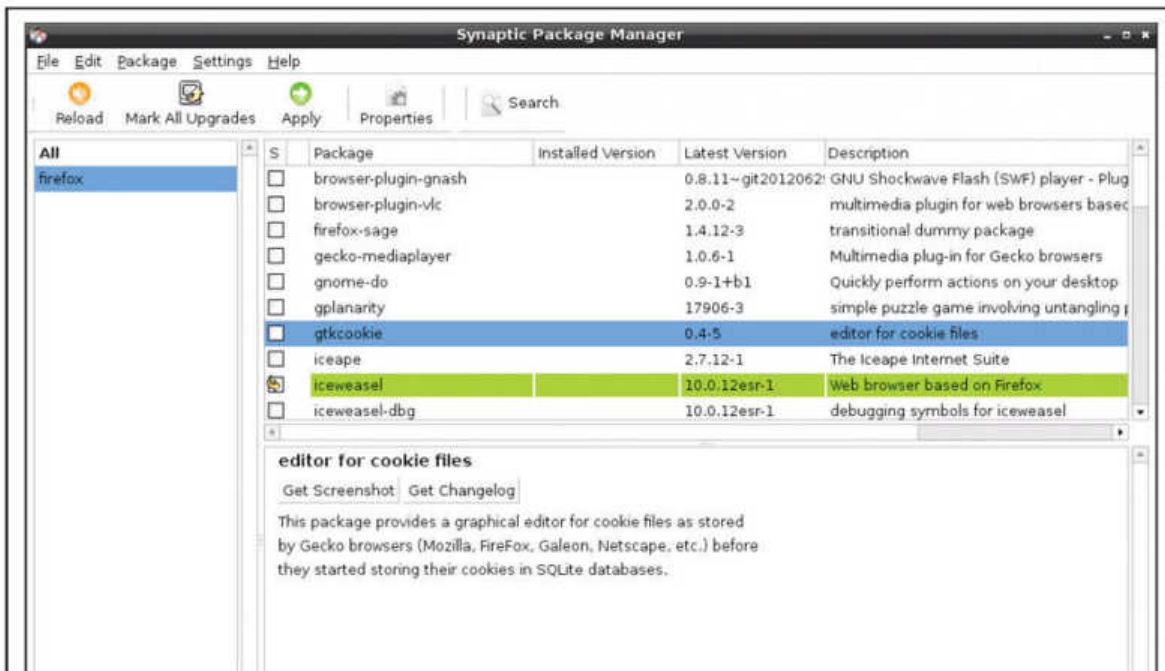 Synaptic Package Manager
File Edit Package Settings Help
Reload Mark All Upgrades Apply Properties Search
All
firefox
S Package Installed Version Latest Version Description
browser-plugin-gnash 0.8.11~git2012062 GNU Shockwave Flash (SWF) player - Plug
browser-plugin-vlc 2.0.0-2 multimedia plugin for web browsers based
firefox-sage 1.4.12-3 transitional dummy package
gecko-mediaplayer 1.0.6-1 Multimedia plug-in for Gecko browsers
gnome-do 0.9-1+b1 Quickly perform actions on your desktop
gplanarity 17906-3 simple puzzle game involving untangling
gtkcookie 0.4-5 editor for cookie files
iceape 2.7.12-1 The Iceape Internet Suite
iceweasel 10.0.12esr-1 Web browser based on Firefox
iceweasel-dbg 10.0.12esr-1 debugging symbols for iceweasel
editor for cookie files
Get Screenshot Get Changelog
This package provides a graphical editor for cookie files as stored
by Gecko browsers (Mozilla, FireFox, Galeon, Netscape, etc.) before
they started storing their cookies in SQLite databases.